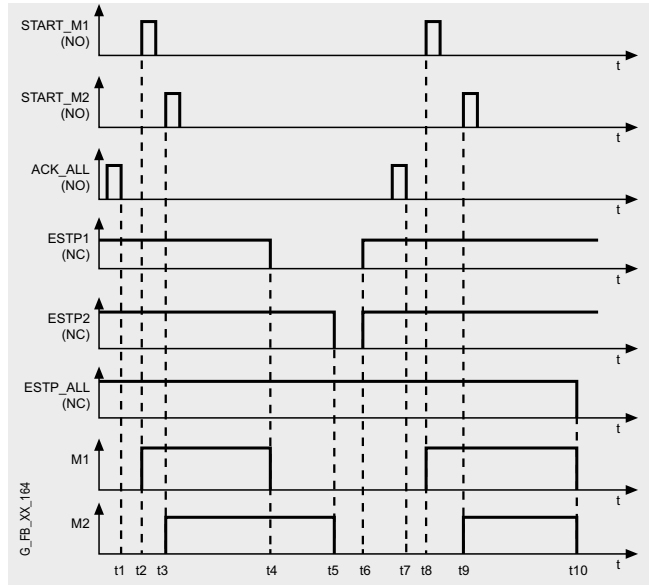 START_M1
(NO)
t
START_M2
(NO)
t
ACK_ALL
(NO)
t
ESTP1
(NC)
t
ESTP2
(NC)
t
ESTP_ALL
(NC)
t
M1
t
G_FB_XX_164
M2
t1 t2 t3 t4 t5 t6 t7 t8 t9 t10 t